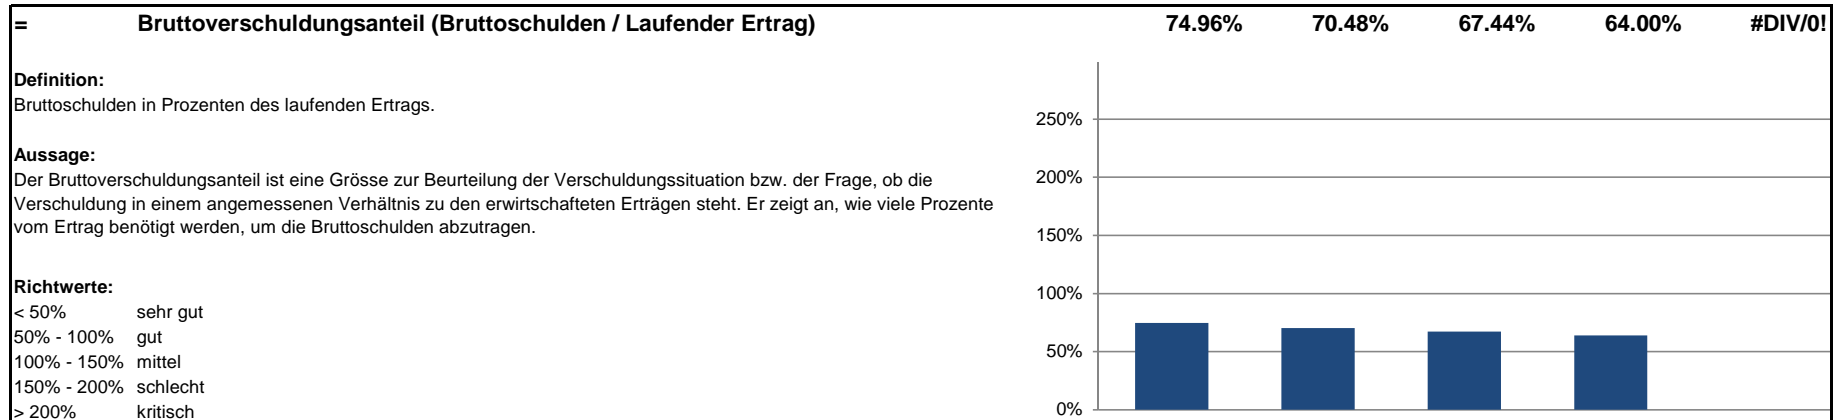 = Bruttoverschuldungsanteil (Bruttoschulden / Laufender Ertrag) 74.96% 70.48% 67.44% 64.00% #DIV/0!
Definition:
Bruttoschulden in Prozenten des laufenden Ertrags.
Aussage:
Der Bruttoverschuldungsanteil ist eine Grösse zur Beurteilung der Verschuldungssituation bzw. der Frage, ob die
Verschuldung in einem angemessenen Verhältnis zu den erwirtschafteten Erträgen steht. Er zeigt an, wie viele Prozente
vom Ertrag benötigt werden, um die Bruttoschulden abzutragen.
Richtwerte:
< 50% sehr gut
50% - 100% gut
100% - 150% mittel
150% - 200% schlecht
> 200% kritisch
250%
200%
150%
100%
50%
0%